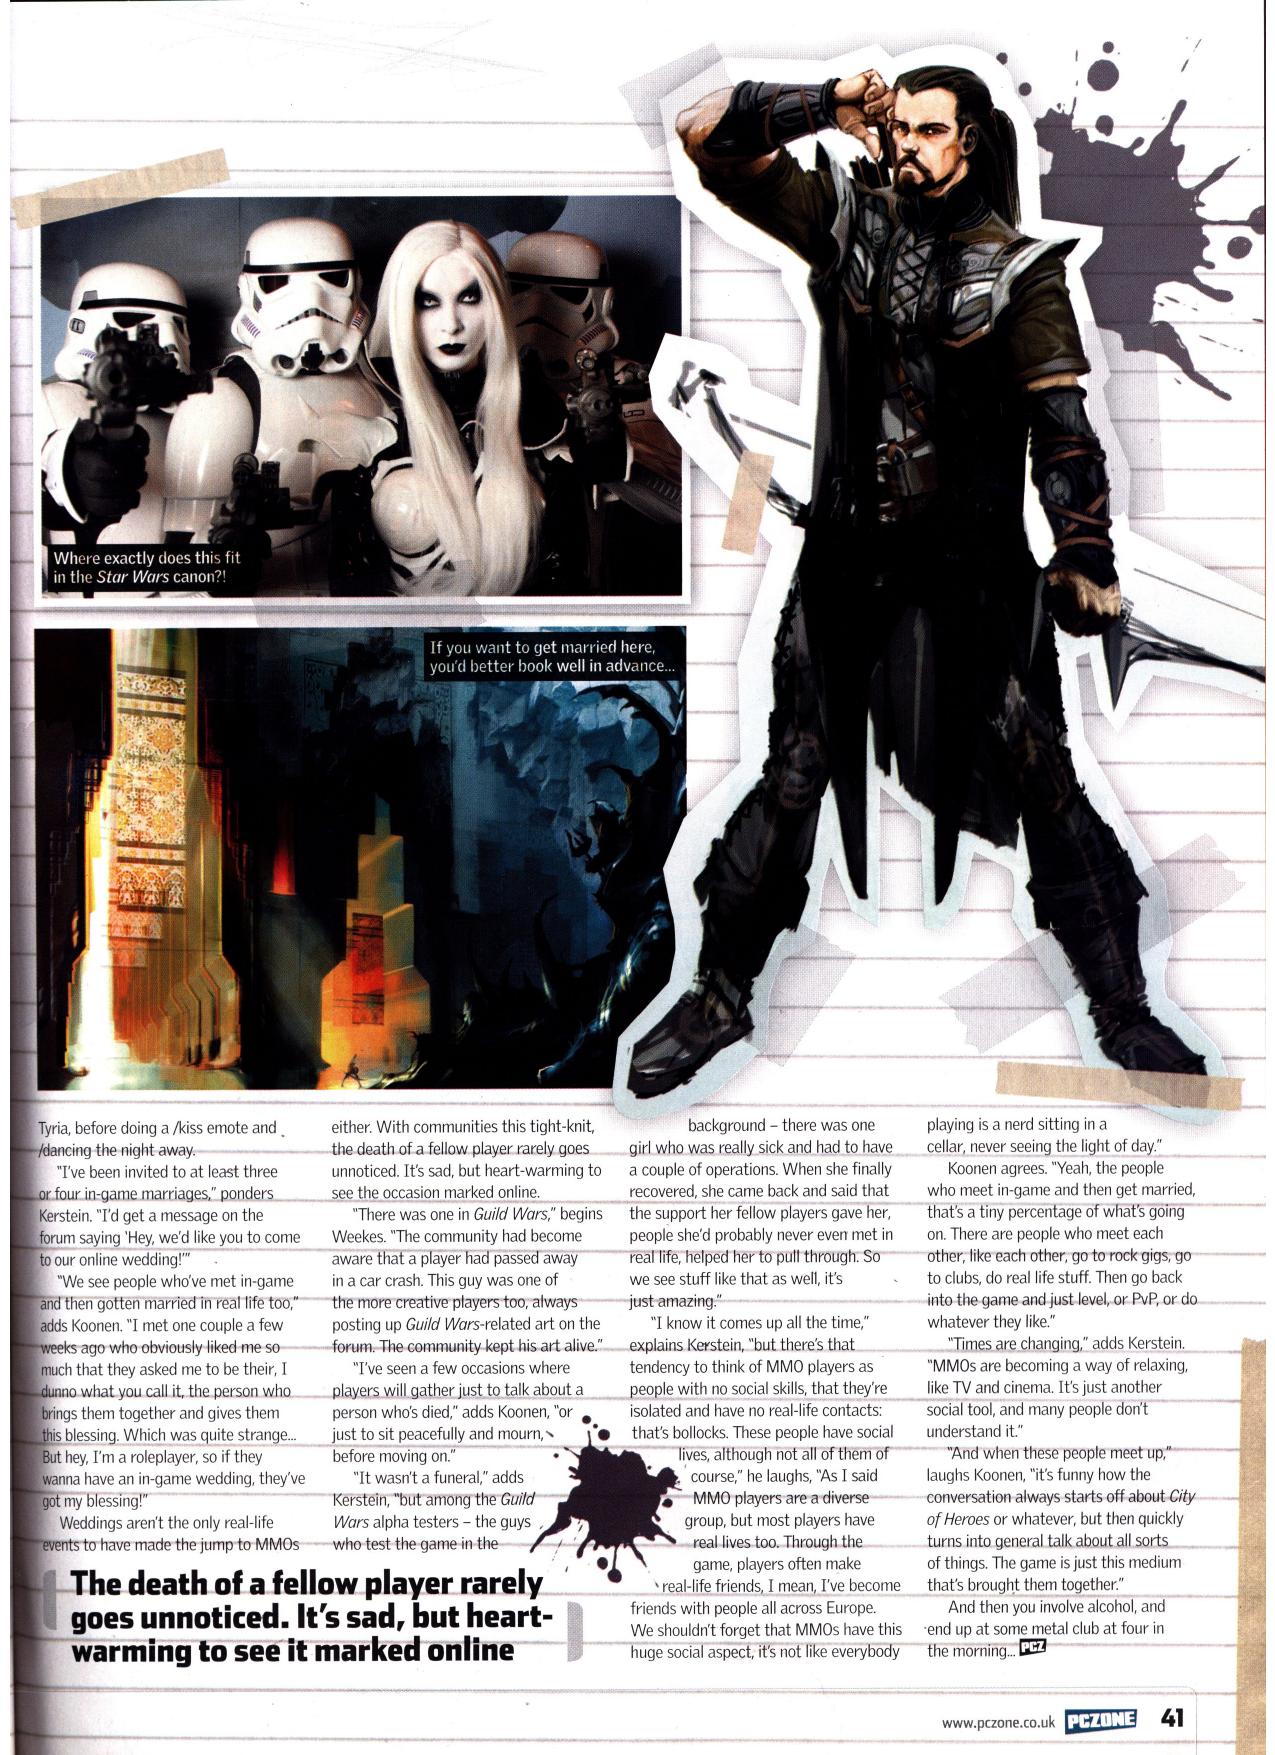 Where exactly does this fit
in the Star Wars canon?!
If you want to get married here,
you'd better book well in advance...
Tyria, before doing a /kiss emote and
/dancing the night away.
"I've been invited to at least three
or four in-game marriages," ponders
Kerstein. "I'd get a message on the
forum saying 'Hey, we'd like you to come
to our online wedding!'"
"We see people who've met in-game
and then gotten married in real life too,"
adds Koonen. "I met one couple a few
weeks ago who obviously liked me so
much that they asked me to be their, I
dunno what you call it, the person who
brings them together and gives them
this blessing. Which was quite strange...
But hey, I'm a roleplayer, so if they
wanna have an in-game wedding, they've
got my blessing!"
Weddings aren't the only real-life
events to have made the jump to MMOs
either. With communities this tight-knit,
the death of a fellow player rarely goes
unnoticed. It's sad, but heart-warming to
see the occasion marked online.
"There was one in Guild Wars," begins
Weekes. "The community had become
aware that a player had passed away
in a car crash. This guy was one of
the more creative players too, always
posting up Guild Wars-related art on the
forum. The community kept his art alive."
"I've seen a few occasions where
players will gather just to talk about a
person who's died," adds Koonen, "or
just to sit peacefully and mourn,
before moving on."
"It wasn't a funeral," adds
Kerstein, "but among the Guild
Wars alpha testers – the guys
who test the game in the
The death of a fellow player rarely
goes unnoticed. It's sad, but heart-
warming to see it marked online
background – there was one
girl who was really sick and had to have
a couple of operations. When she finally
recovered, she came back and said that
the support her fellow players gave her,
people she'd probably never even met in
real life, helped her to pull through. So
we see stuff like that as well, it's
just amazing."
"I know it comes up all the time,"
explains Kerstein, "but there's that
tendency to think of MMO players as
people with no social skills, that they're
isolated and have no real-life contacts:
that's bollocks. These people have social
lives, although not all of them of
course," he laughs, "As I said
MMO players are a diverse
group, but most players have
real lives too. Through the
game, players often make
real-life friends, I mean, I've become
friends with people all across Europe.
We shouldn't forget that MMOs have this
huge social aspect, it's not like everybody
playing is a nerd sitting in a
cellar, never seeing the light of day."
Koonen agrees. "Yeah, the people
who meet in-game and then get married,
that's a tiny percentage of what's going
on. There are people who meet each
other, like each other, go to rock gigs, go
to clubs, do real life stuff. Then go back
into the game and just level, or PvP, or do
whatever they like."
"Times are changing," adds Kerstein.
"MMOs are becoming a way of relaxing,
like TV and cinema. It's just another
social tool, and many people don't
understand it."
"And when these people meet up,"
laughs Koonen, "it's funny how the
conversation always starts off about City
of Heroes or whatever, but then quickly
turns into general talk about all sorts
of things. The game is just this medium
that's brought them together."
And then you involve alcohol, and
end up at some metal club at four in
the morning... PCZ
www.pczone.co.uk PCZONE 41